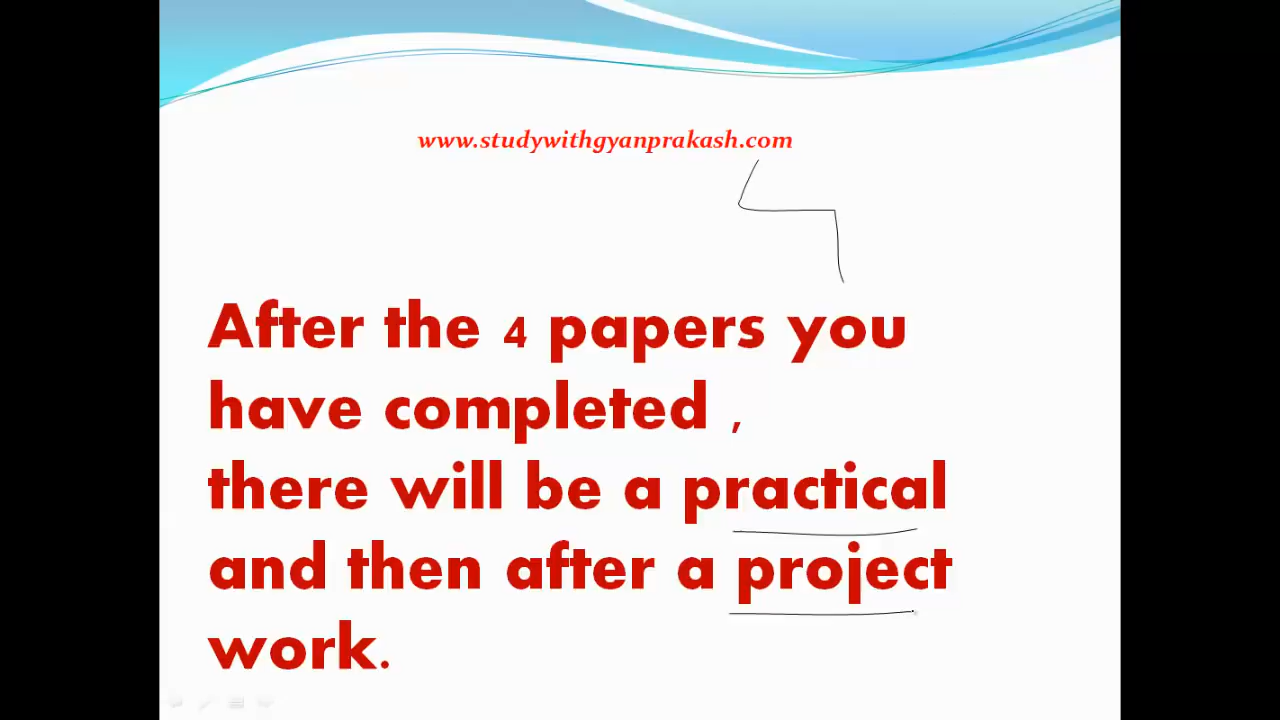 www.studywithgyanprakash.com
4
After the 4 papers you
have completed ,
there will be a practical
and then after a project
work.